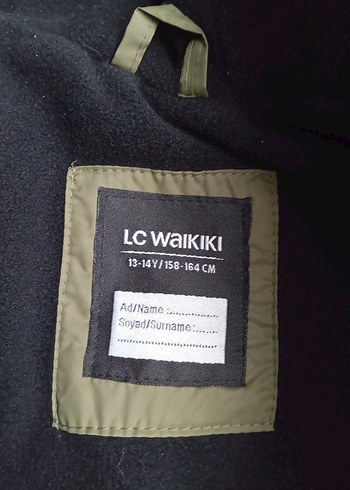 LC WAIKIKI
13-14Y/158-164 CM
Ad/Name:..............
Soyad/Surname:......
...........................